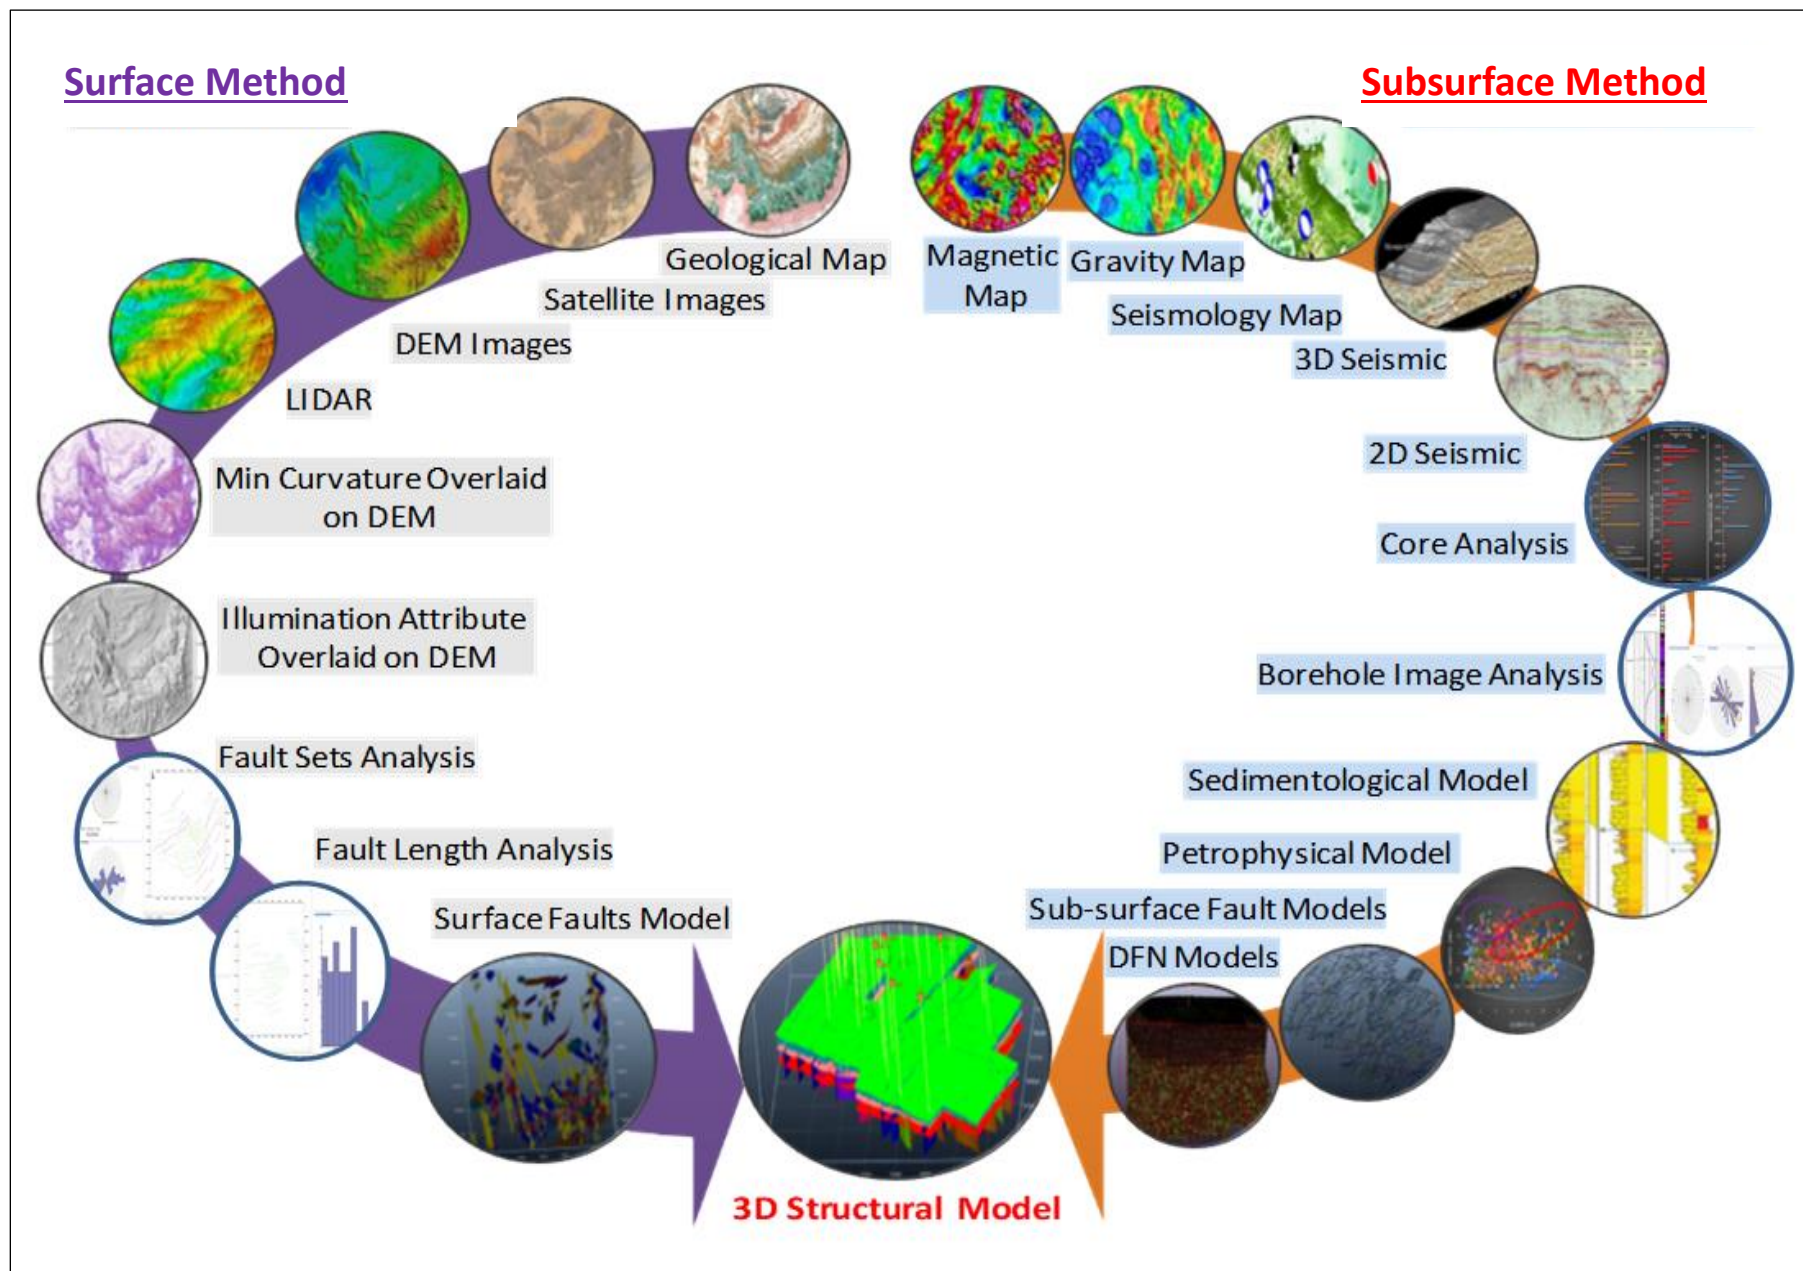 Surface Method
Subsurface Method
Geological Map
Satellite Images
DEM Images
LIDAR
Min Curvature Overlaid
on DEM
Illumination Attribute
Overlaid on DEM
Fault Sets Analysis
Fault Length Analysis
Surface Faults Model
Magnetic
Map
Gravity Map
Seismology Map
3D Seismic
2D Seismic
Core Analysis
Borehole Image Analysis
Sedimentological Model
Petrophysical Model
Sub-surface Fault Models
DFN Models
3D Structural Model